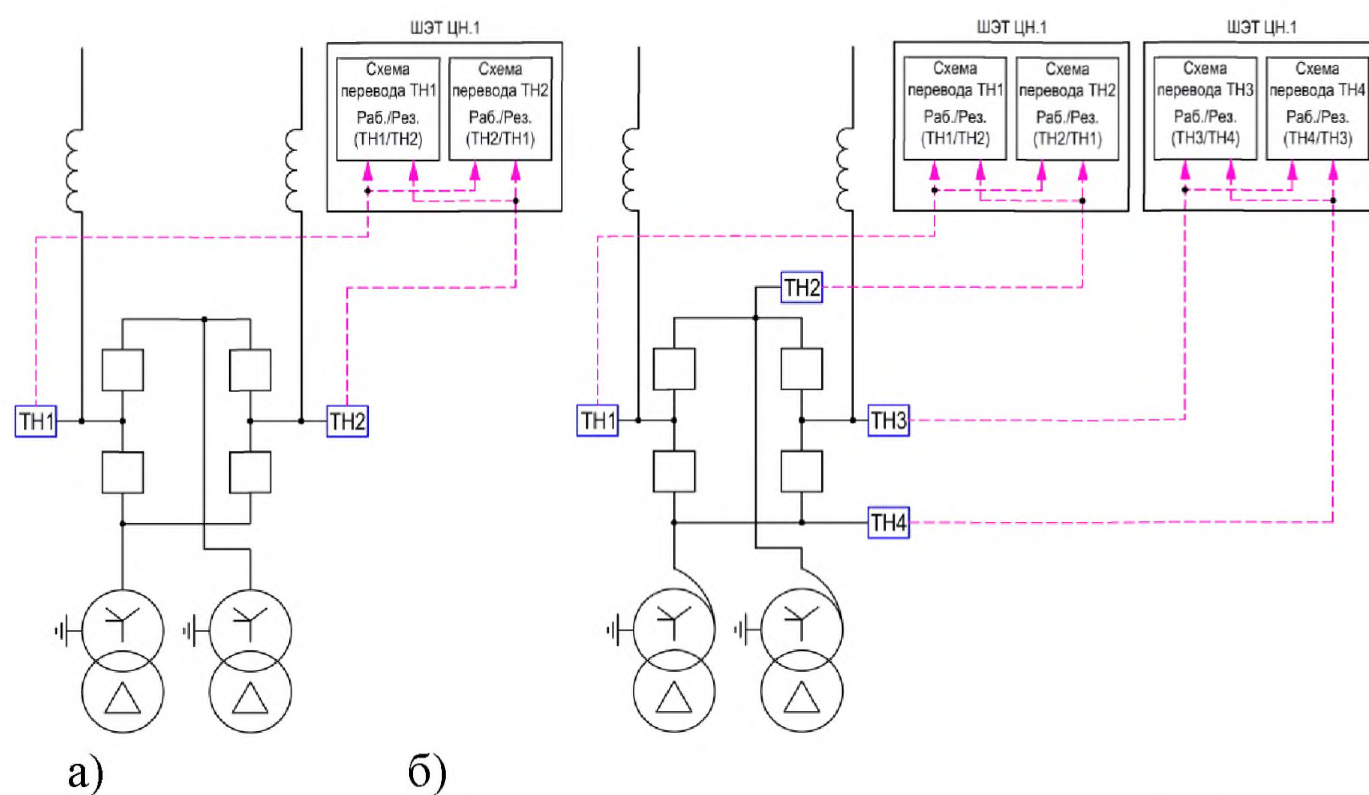 ШЭТ ЦН.1
Схема
перевода ТН1
Раб./Рез.
(ТН1/ТН2)
Схема
перевода ТН2
Раб./Рез.
(ТН2/ТН1)
ТН1
ТН2
а)
ШЭТ ЦН.1
Схема
перевода ТН1
Раб./Рез.
(ТН1/ТН2)
Схема
перевода ТН2
Раб./Рез.
(ТН2/ТН1)
ШЭТ ЦН.1
Схема
перевода ТН3
Раб./Рез.
(ТН3/ТН4)
Схема
перевода ТН4
Раб./Рез.
(ТН4/ТН3)
ТН2
ТН1
ТН3
ТН4
б)